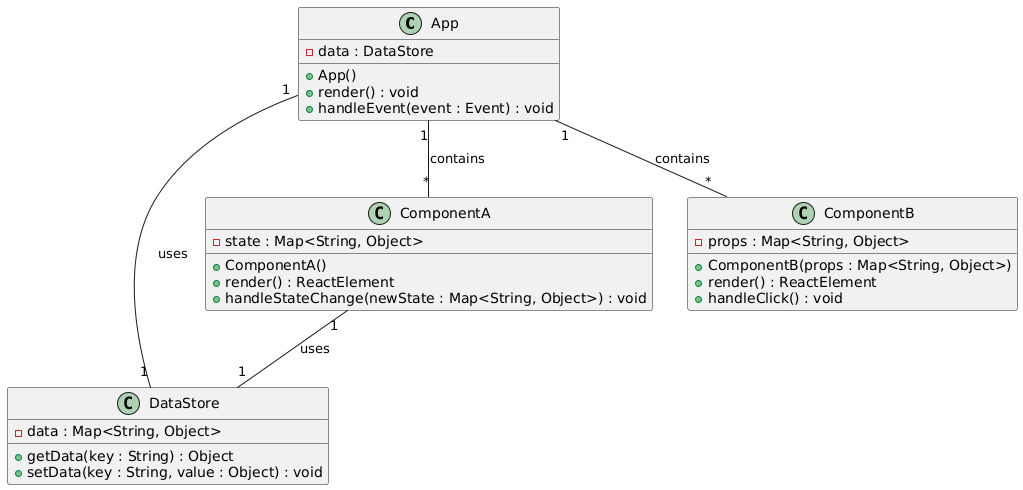 C App
data : DataStore
App()
render() : void
handleEvent(event : Event) : void
1
1
contains
*
1
contains
*
uses
1
C ComponentA
state : Map<String, Object>
ComponentA()
render() : ReactElement
handleStateChange(newState : Map<String, Object>) : void
C ComponentB
props : Map<String, Object>
ComponentB(props : Map<String, Object>)
render() : ReactElement
handleClick() : void
1
uses
1
C DataStore
data : Map<String, Object>
getData(key : String) : Object
setData(key : String, value : Object) : void